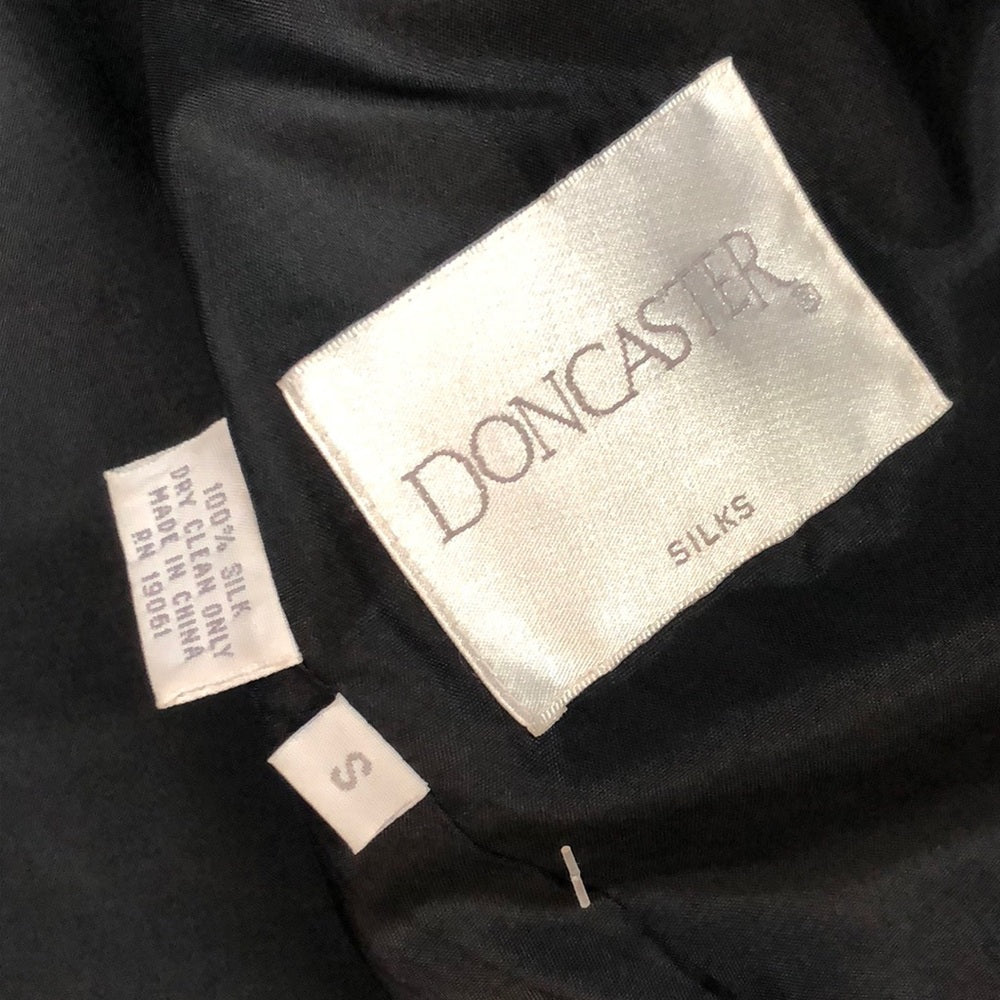 DONCASTER®
SILKS
100% SILK
DRY CLEAN ONLY
MADE IN CHINA
RN 19061
S